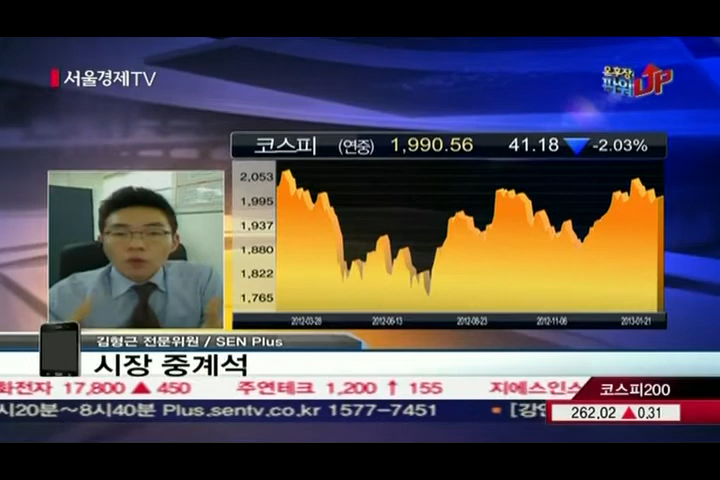 서울경제TV
오후장
파워UP
코스피 (연중) 1,990.56 41.18 ▼ -2.03%
2,053
1,995
1,937
1,880
1,822
1,765
2012-03-28 2012-06-13 2012-08-23 2012-11-06 2013-01-21
김형근 전문위원 / SEN Plus
시장 중계석
화전자 17,800 ▲ 450 주연테크 1,200 ↑ 155 지에스인스
코스피200
시20분~8시40분 Plus.sentv.co.kr 1577-7451
262.02 ▲0.31